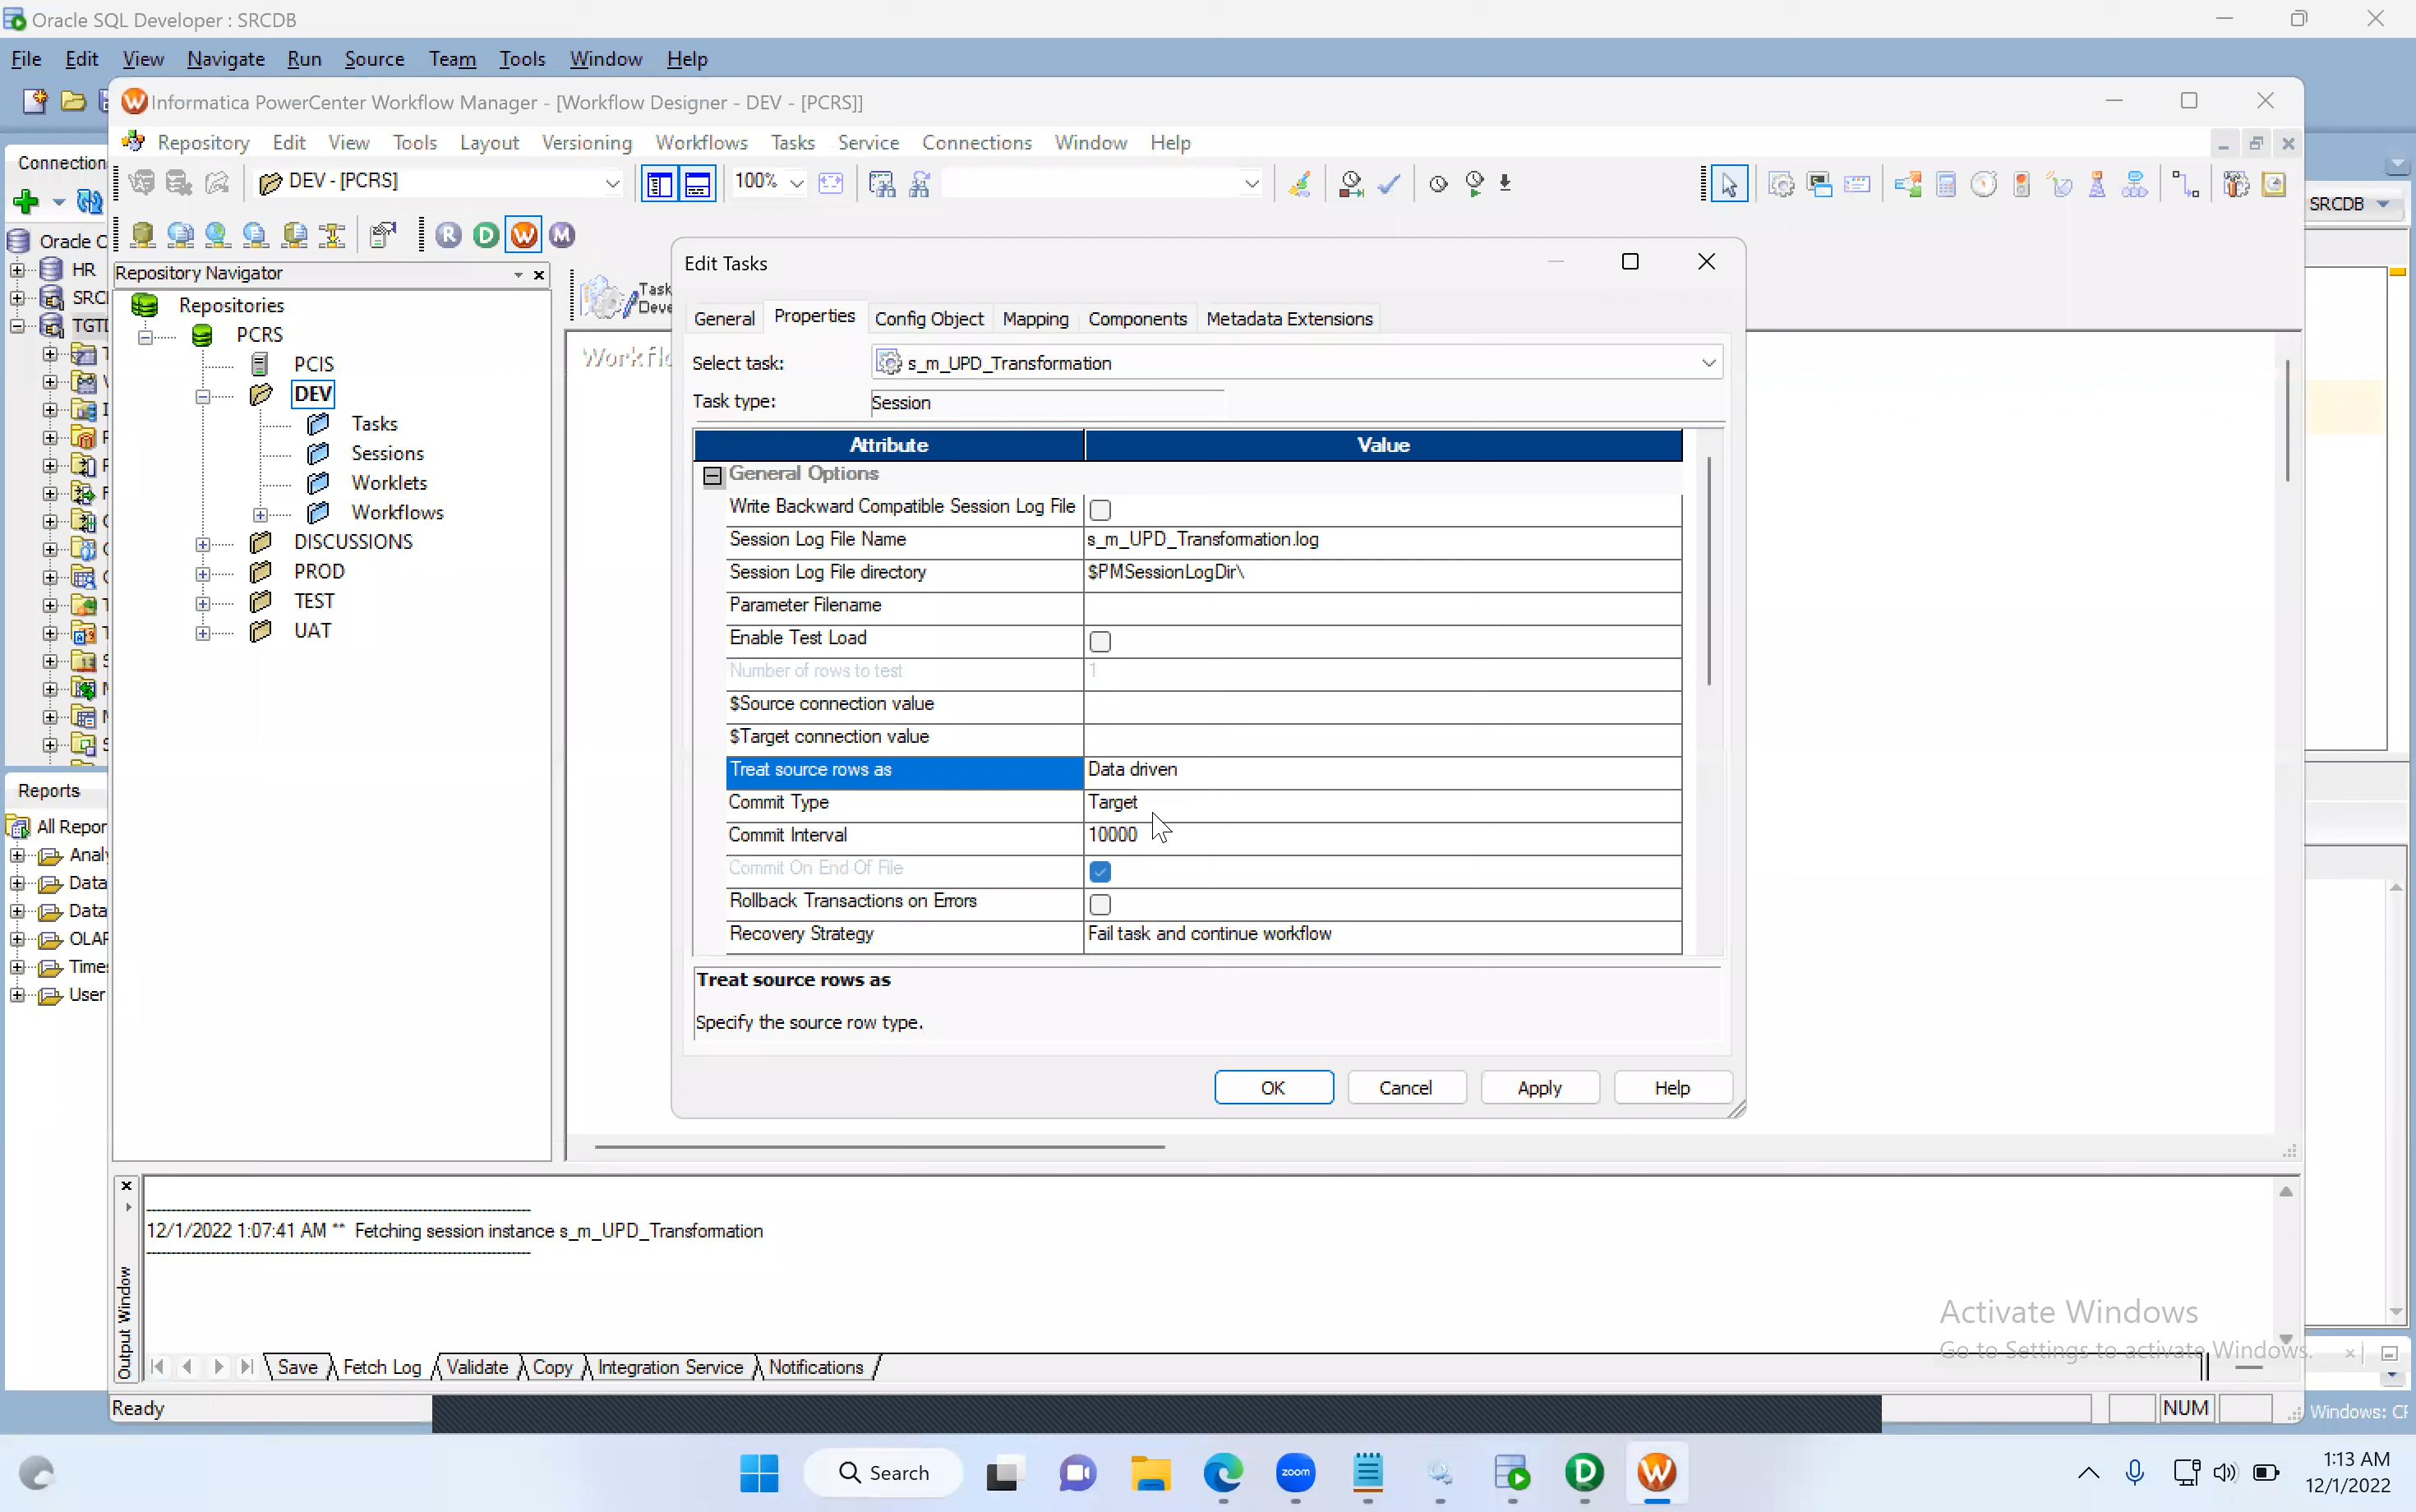 Oracle SQL Developer : SRCDB
File Edit View Navigate Run Source Team Tools Window Help
Informatica PowerCenter Workflow Manager - [Workflow Designer - DEV - [PCRS]]
Repository Edit View Tools Layout Versioning Workflows Tasks Service Connections Window Help
Connection
DEV - [PCRS]
100%
SRCDB
Oracle C
HR
SRC
TGT
Repository Navigator
Repositories
PCRS
PCIS
DEV
Tasks
Sessions
Worklets
Workflows
DISCUSSIONS
PROD
TEST
UAT
Task
Deve
Workflo
Edit Tasks
General Properties Config Object Mapping Components Metadata Extensions
Select task: s_m_UPD_Transformation
Task type: Session
Attribute Value
General Options
Write Backward Compatible Session Log File
Session Log File Name s_m_UPD_Transformation.log
Session Log File directory $PMSessionLogDir\
Parameter Filename
Enable Test Load
Number of rows to test 1
$Source connection value
$Target connection value
Treat source rows as Data driven
Commit Type Target
Commit Interval 10000
Commit On End Of File
Rollback Transactions on Errors
Recovery Strategy Fail task and continue workflow
Treat source rows as
Specify the source row type.
OK Cancel Apply Help
Reports
All Repor
Analy
Data
Data
OLAP
Times
User
Output Window
12/1/2022 1:07:41 AM ** Fetching session instance s_m_UPD_Transformation
Save Fetch Log Validate Copy Integration Service Notifications
Activate Windows
Go to Settings to activate Windows.
Ready
NUM
Windows: CF
Search
zoom
1:13 AM
12/1/2022